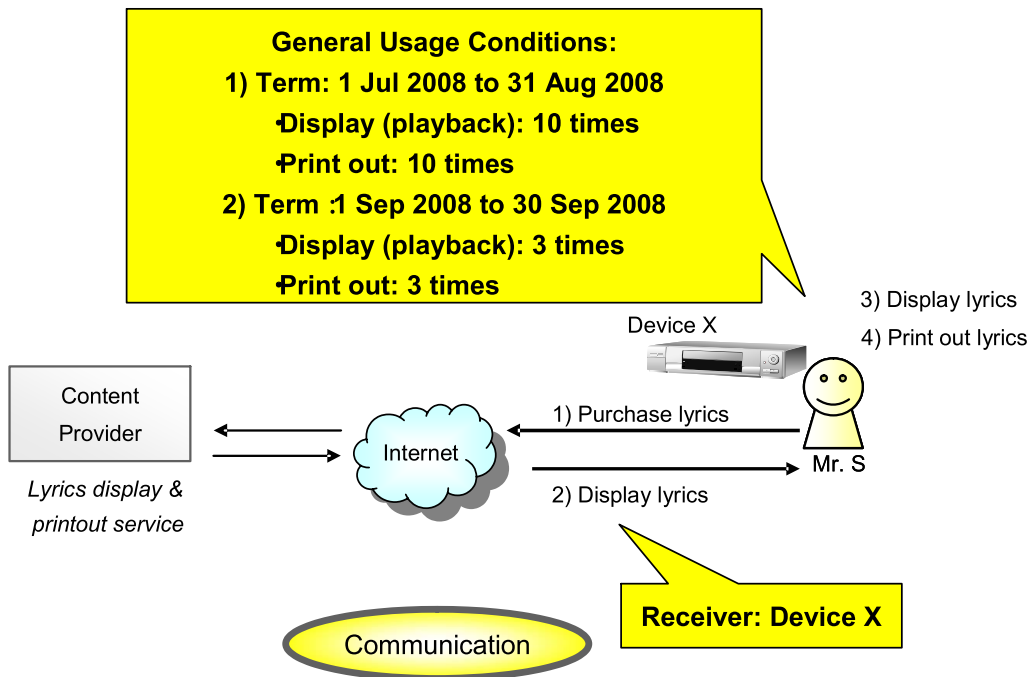 General Usage Conditions:
1) Term: 1 Jul 2008 to 31 Aug 2008
·Display (playback): 10 times
·Print out: 10 times
2) Term :1 Sep 2008 to 30 Sep 2008
·Display (playback): 3 times
·Print out: 3 times
3) Display lyrics
4) Print out lyrics
Device X
Content
Provider
Lyrics display &
printout service
Internet
1) Purchase lyrics
2) Display lyrics
Mr. S
Receiver: Device X
Communication